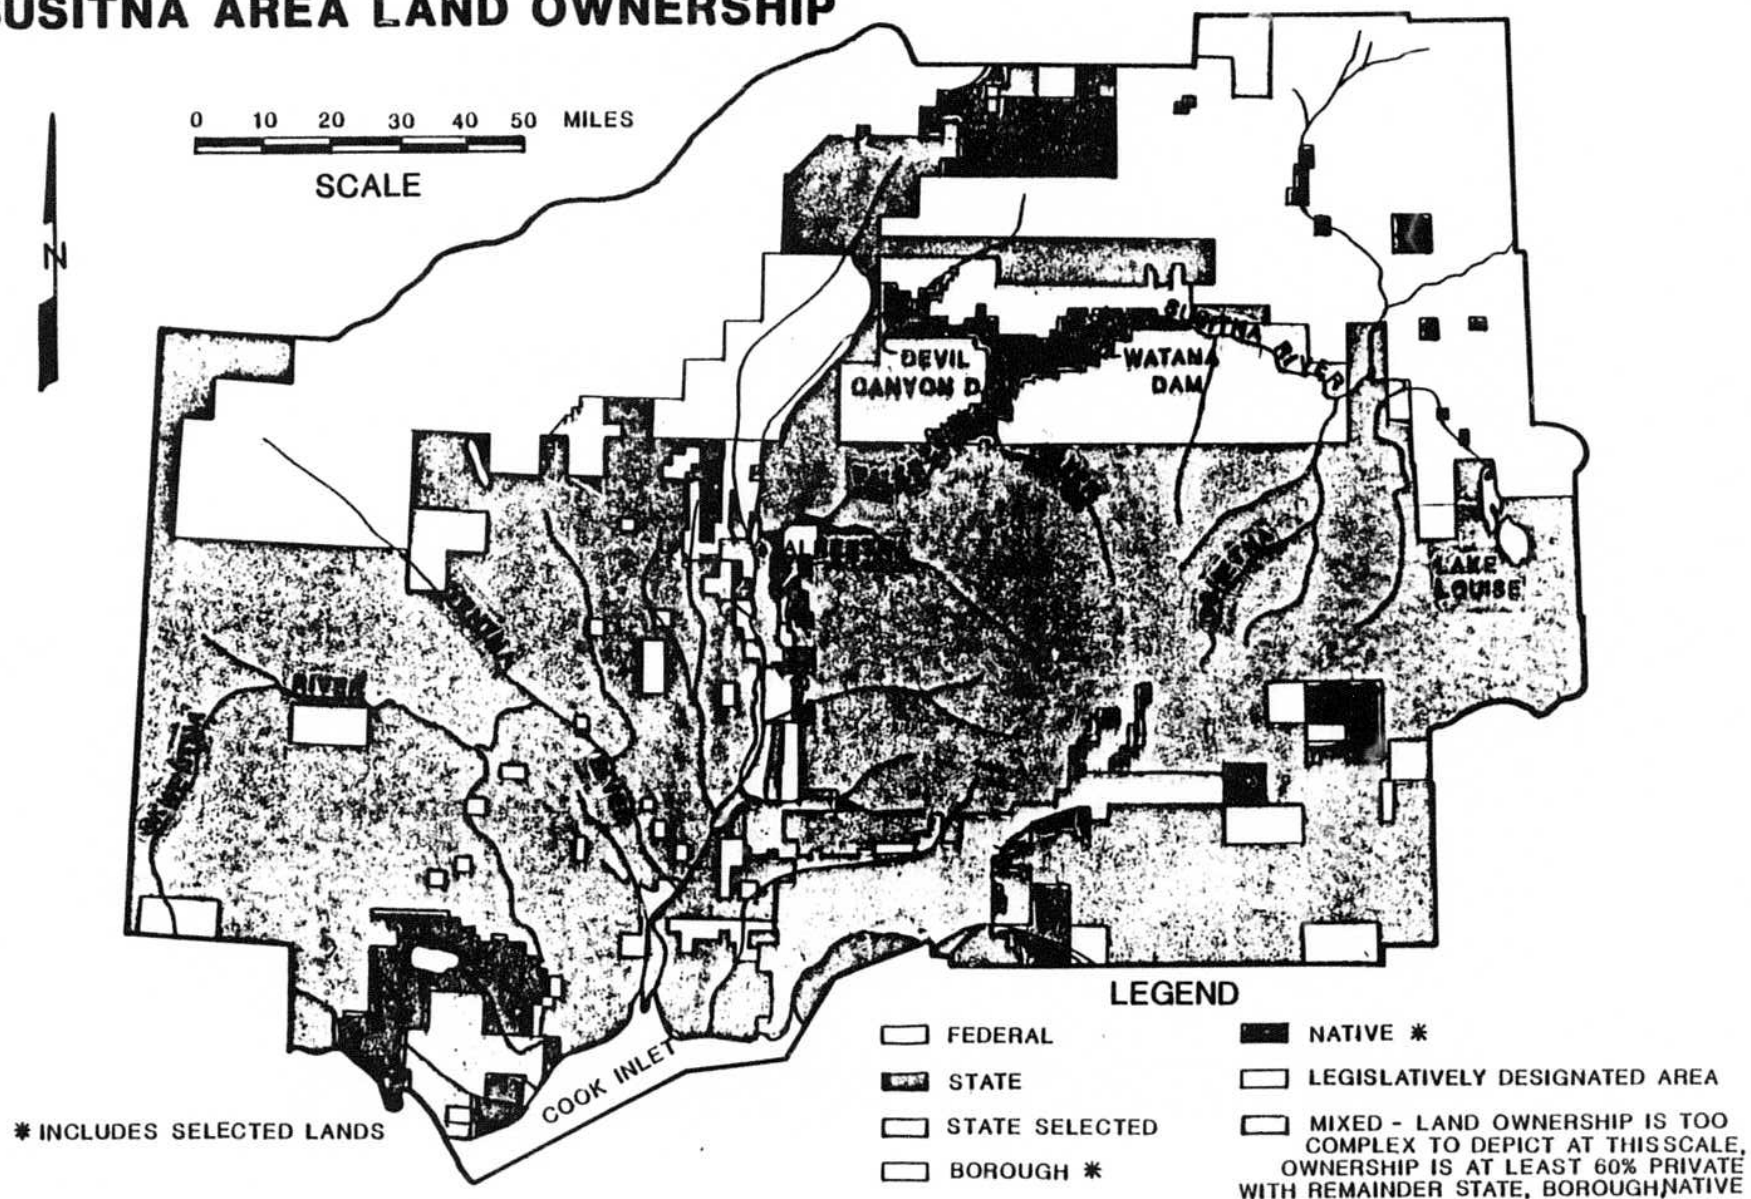 SUSITNA AREA LAND OWNERSHIP
0 10 20 30 40 50 MILES
SCALE
N
SUSITNA RIVER
DEVIL
CANYON D
WATANA
DAM
LAKE
LOUISE
RIVER
COOK INLET
LEGEND
FEDERAL
STATE
STATE SELECTED
BOROUGH *
NATIVE *
LEGISLATIVELY DESIGNATED AREA
MIXED - LAND OWNERSHIP IS TOO
COMPLEX TO DEPICT AT THIS SCALE,
OWNERSHIP IS AT LEAST 60% PRIVATE
WITH REMAINDER STATE, BOROUGH, NATIVE
* INCLUDES SELECTED LANDS